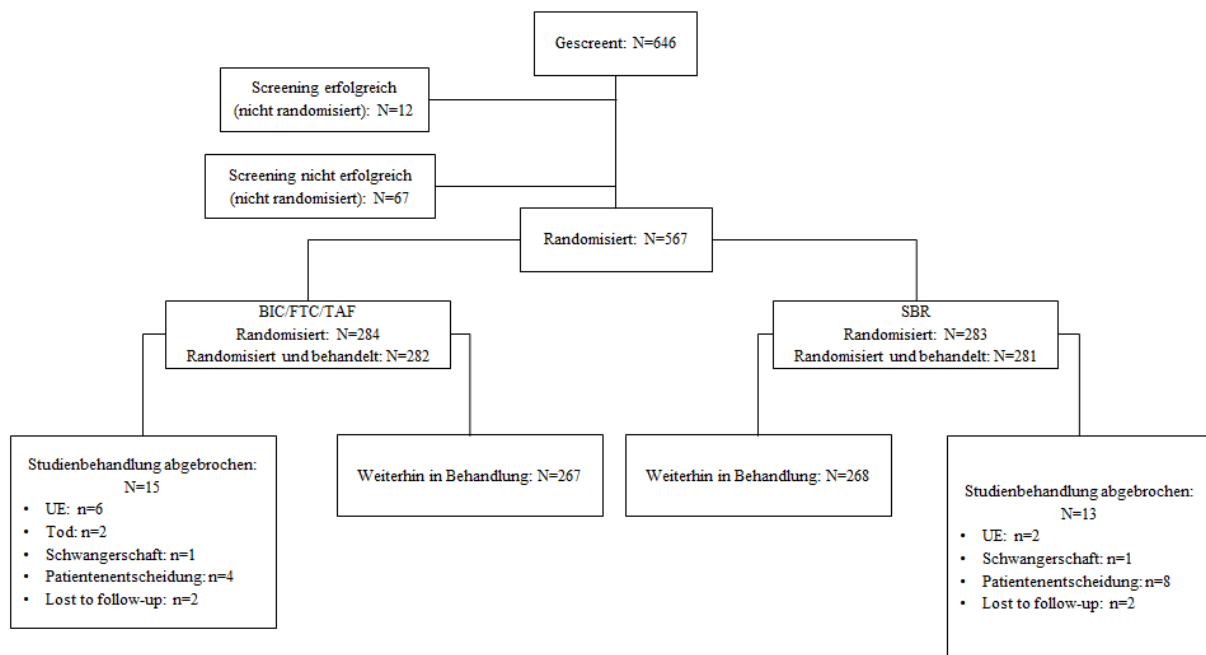 Gescreent: N=646
Screening erfolgreich
(nicht randomisiert): N=12
Screening nicht erfolgreich
(nicht randomisiert): N=67
Randomisiert: N=567
BIC/FTC/TAF
Randomisiert: N=284
Randomisiert und behandelt: N=282
SBR
Randomisiert: N=283
Randomisiert und behandelt: N=281
Studienbehandlung abgebrochen:
N=15
• UE: n=6
• Tod: n=2
• Schwangerschaft: n=1
• Patientenentscheidung: n=4
• Lost to follow-up: n=2
Weiterhin in Behandlung: N=267
Weiterhin in Behandlung: N=268
Studienbehandlung abgebrochen:
N=13
• UE: n=2
• Schwangerschaft: n=1
• Patientenentscheidung: n=8
• Lost to follow-up: n=2